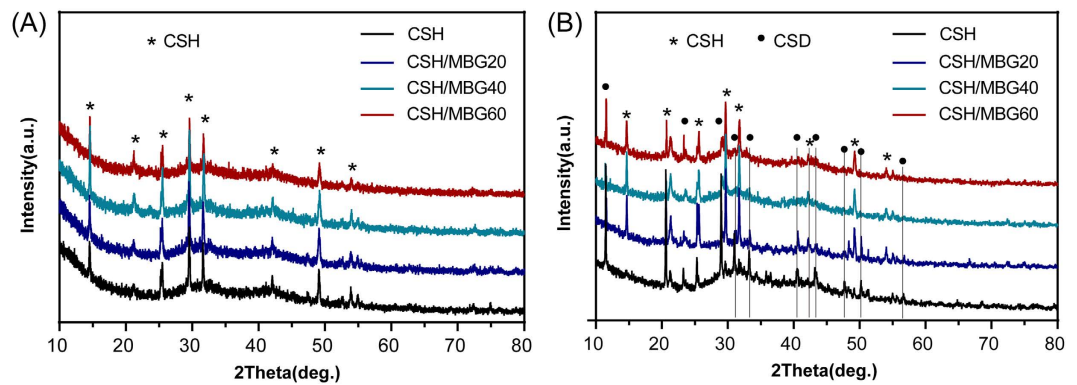 (A)
* CSH
CSH
CSH/MBG20
CSH/MBG40
CSH/MBG60
Intensity(a.u.)
10 20 30 40 50 60 70 80
2Theta(deg.)
(B)
* CSH • CSD
CSH
CSH/MBG20
CSH/MBG40
CSH/MBG60
Intensity(a.u.)
10 20 30 40 50 60 70 80
2Theta(deg.)